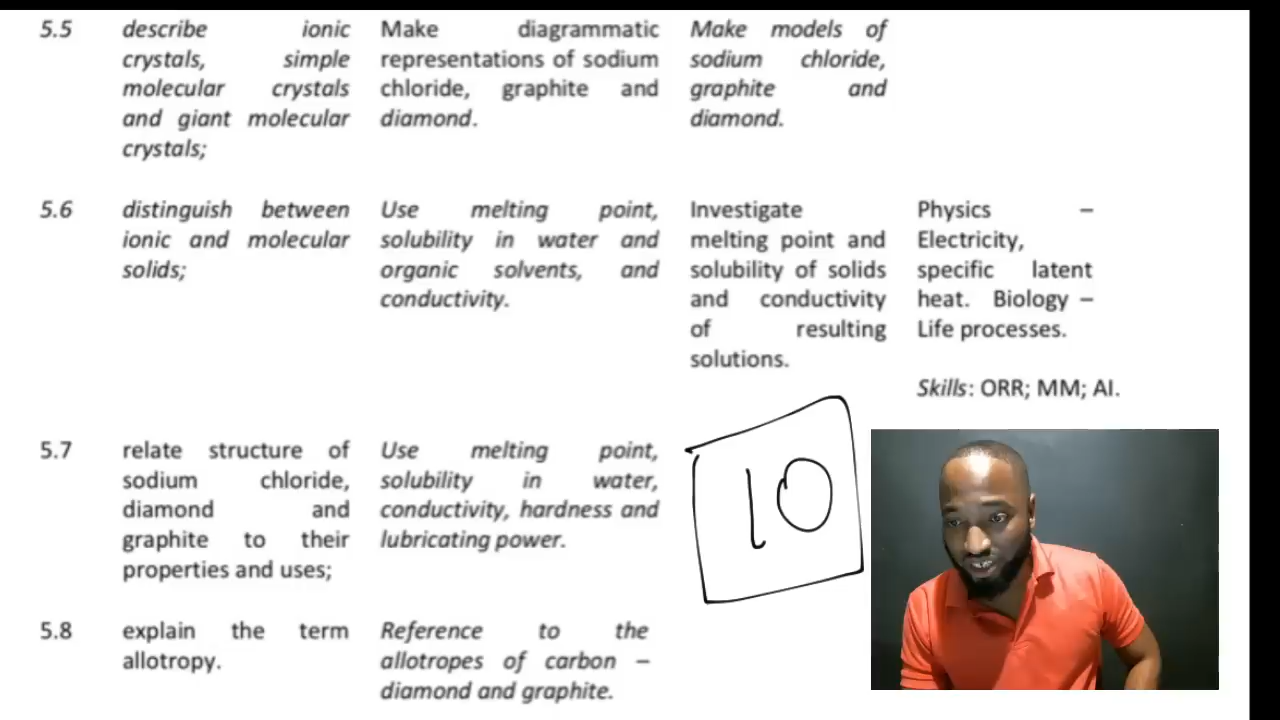 5.5
describe ionic
crystals, simple
molecular crystals
and giant molecular
crystals;
Make diagrammatic
representations of sodium
chloride, graphite and
diamond.
Make models of
sodium chloride,
graphite and
diamond.
5.6
distinguish between
ionic and molecular
solids;
Use melting point,
solubility in water and
organic solvents, and
conductivity.
Investigate
melting point and
solubility of solids
and conductivity
of resulting
solutions.
Physics –
Electricity,
specific latent
heat. Biology –
Life processes.
Skills: ORR; MM; AI.
5.7
relate structure of
sodium chloride,
diamond and
graphite to their
properties and uses;
Use melting point,
solubility in water,
conductivity, hardness and
lubricating power.
10
5.8
explain the term
allotropy.
Reference to the
allotropes of carbon –
diamond and graphite.